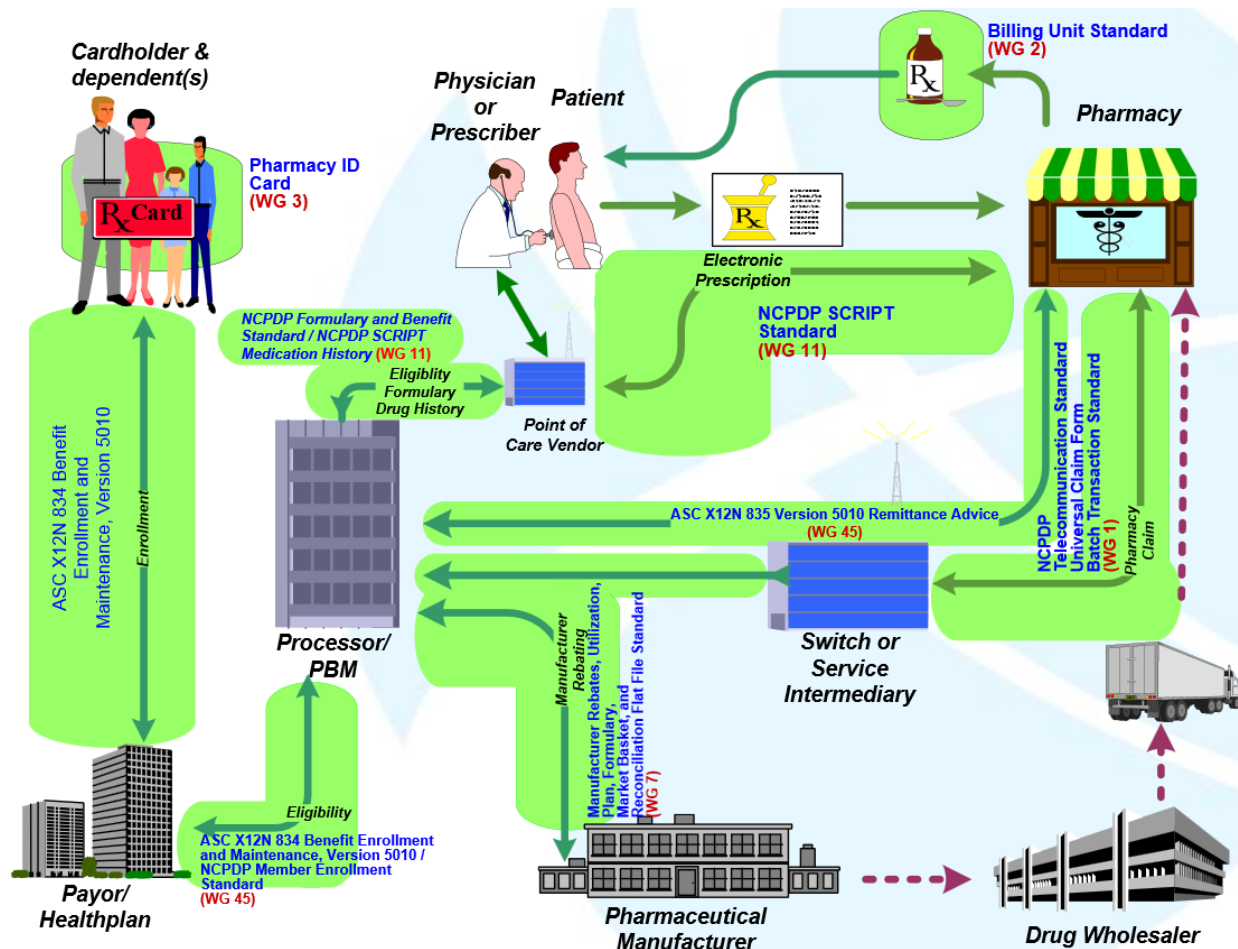 Cardholder &
dependent(s)
Pharmacy ID
Card
(WG 3)
Rx Card
Physician
or
Prescriber
Patient
Billing Unit Standard
(WG 2)
Rx
Pharmacy
Rx
Electronic
Prescription
NCPDP SCRIPT
Standard
(WG 11)
NCPDP Formulary and Benefit
Standard / NCPDP SCRIPT
Medication History (WG 11)
Eligiblity
Formulary
Drug History
Point of
Care Vendor
ASC X12N 834 Benefit
Enrollment and
Maintenance, Version 5010
Enrollment
ASC X12N 835 Version 5010 Remittance Advice
(WG 45)
NCPDP
Telecommunication Standard
Universal Claim Form
Batch Transaction Standard
(WG 1)
Pharmacy
Claim
Processor/
PBM
Manufacturer
Rebating
Manufacturer Rebates, Utilization,
Plan, Formulary,
Market Basket, and
Reconciliation Flat File Standard
(WG 7)
Switch or
Service
Intermediary
Eligibility
ASC X12N 834 Benefit Enrollment
and Maintenance, Version 5010 /
NCPDP Member Enrollment
Standard
(WG 45)
Payor/
Healthplan
Pharmaceutical
Manufacturer
Drug Wholesaler